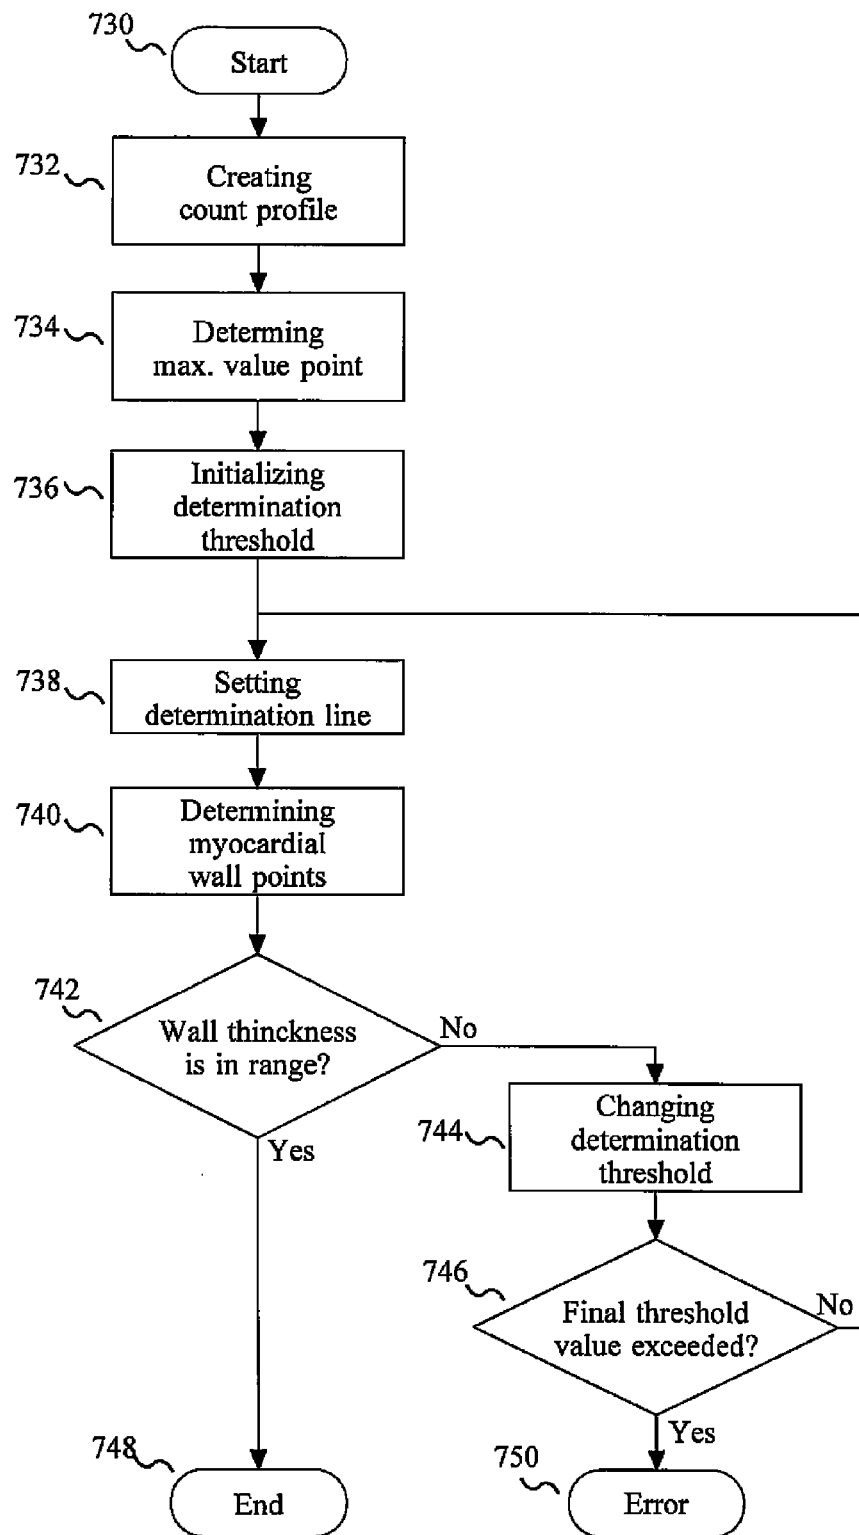 730
Start
732
Creating
count profile
734
Determing
max. value point
736
Initializing
determination
threshold
738
Setting
determination line
740
Determining
myocardial
wall points
742
Wall thinckness
is in range?
No
Yes
744
Changing
determination
threshold
746
Final threshold
value exceeded?
No
Yes
748
End
750
Error